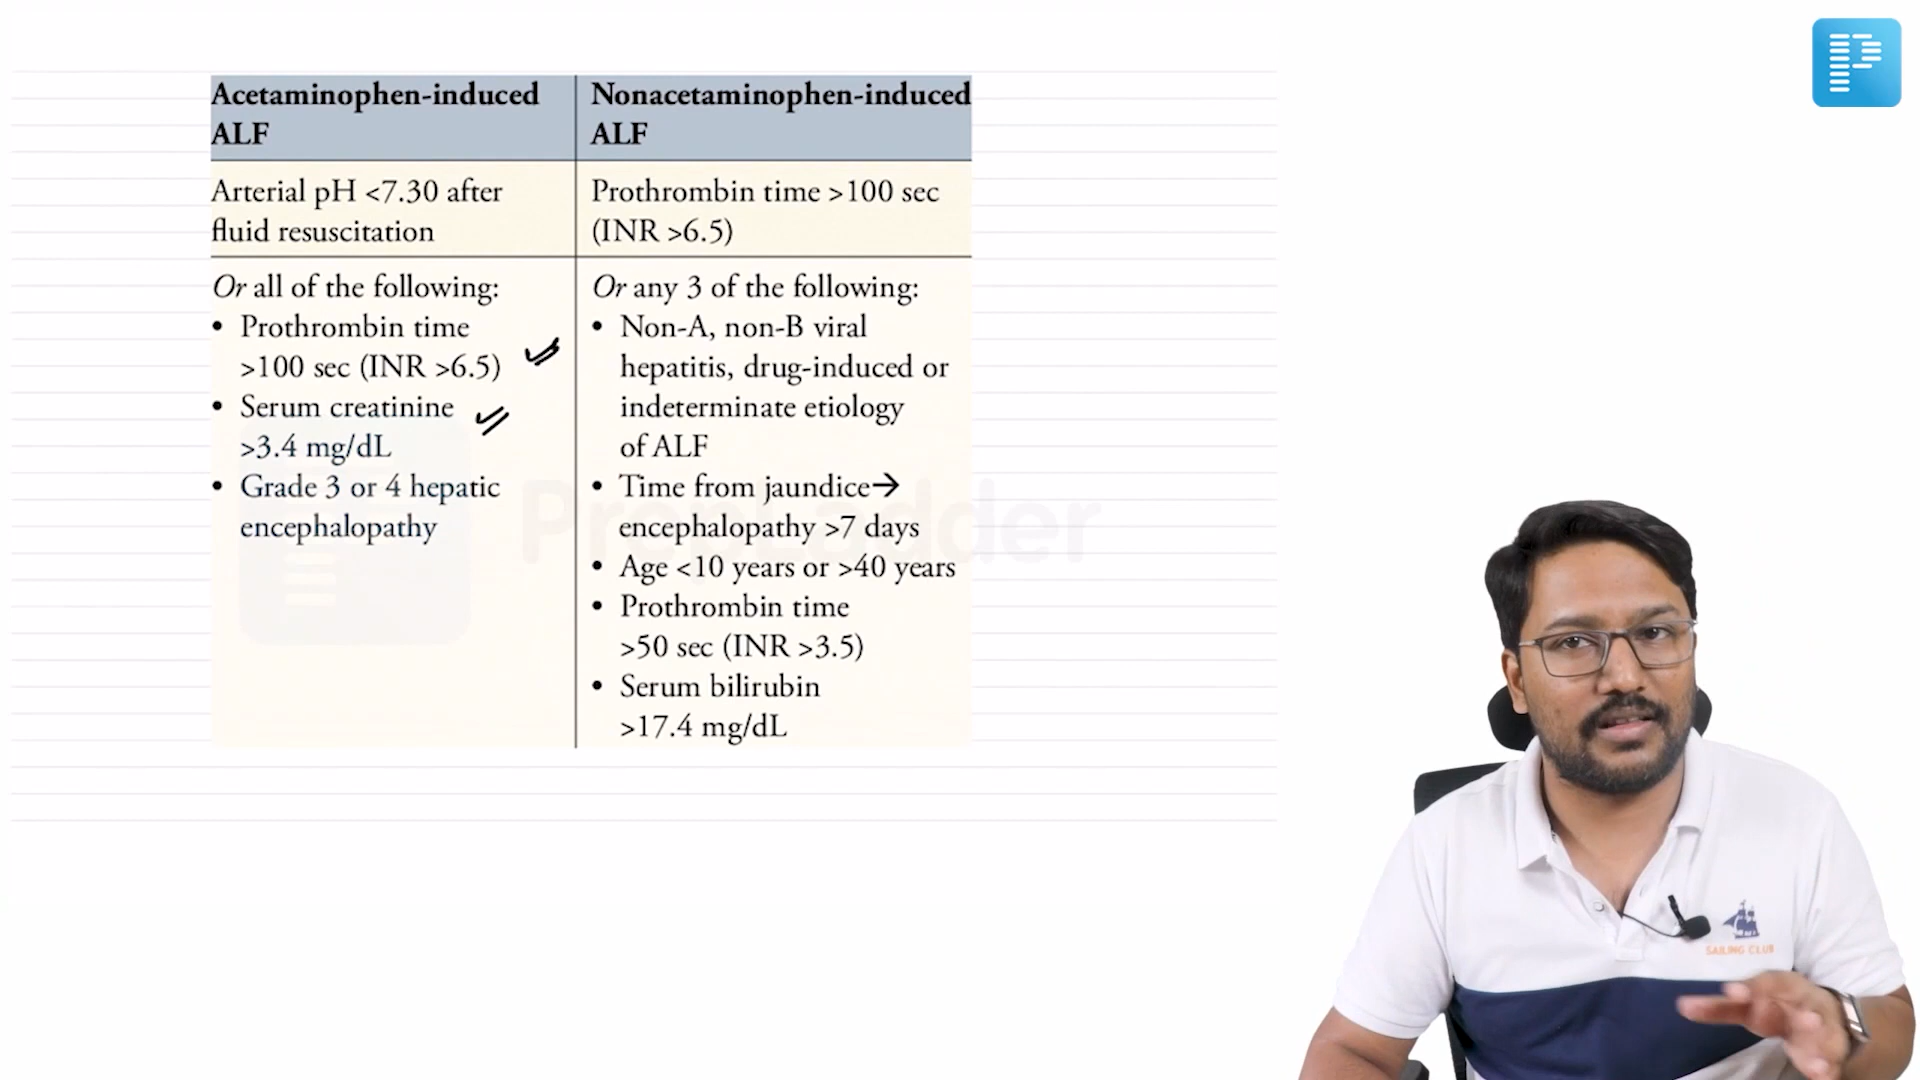 Acetaminophen-induced
ALF
Nonacetaminophen-induced
ALF
Arterial pH <7.30 after
fluid resuscitation
Prothrombin time >100 sec
(INR >6.5)
Or all of the following:
• Prothrombin time
>100 sec (INR >6.5)
• Serum creatinine
>3.4 mg/dL
• Grade 3 or 4 hepatic
encephalopathy
Or any 3 of the following:
• Non-A, non-B viral
hepatitis, drug-induced or
indeterminate etiology
of ALF
• Time from jaundice→
encephalopathy >7 days
• Age <10 years or >40 years
• Prothrombin time
>50 sec (INR >3.5)
• Serum bilirubin
>17.4 mg/dL
PrepLadder
SAILING CLUB